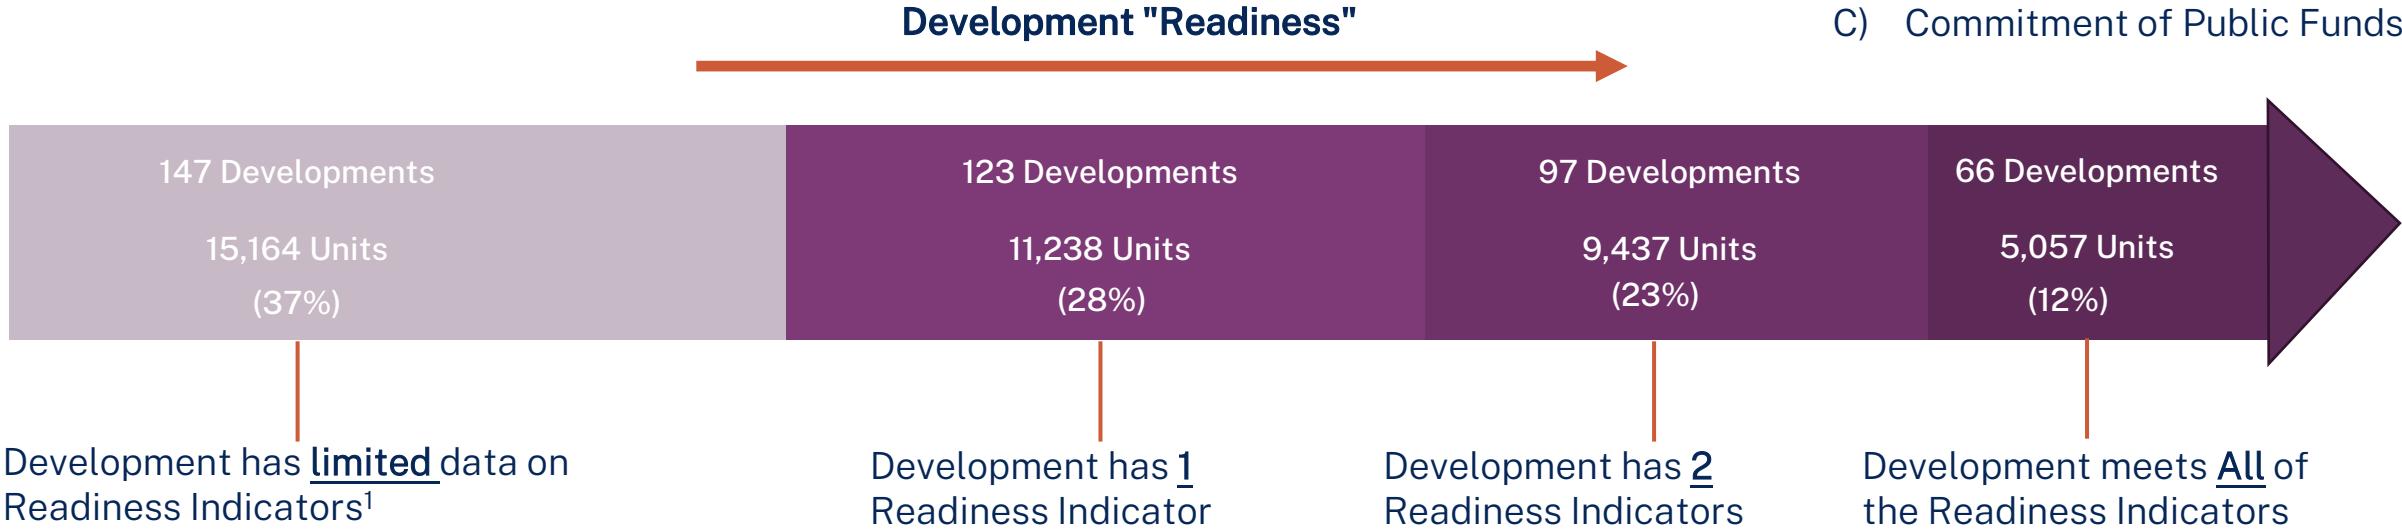 Development "Readiness"
C) Commitment of Public Funds
147 Developments
15,164 Units
(37%)
123 Developments
11,238 Units
(28%)
97 Developments
9,437 Units
(23%)
66 Developments
5,057 Units
(12%)
Development has limited data on
Readiness Indicators¹
Development has 1
Readiness Indicator
Development has 2
Readiness Indicators
Development meets All of
the Readiness Indicators